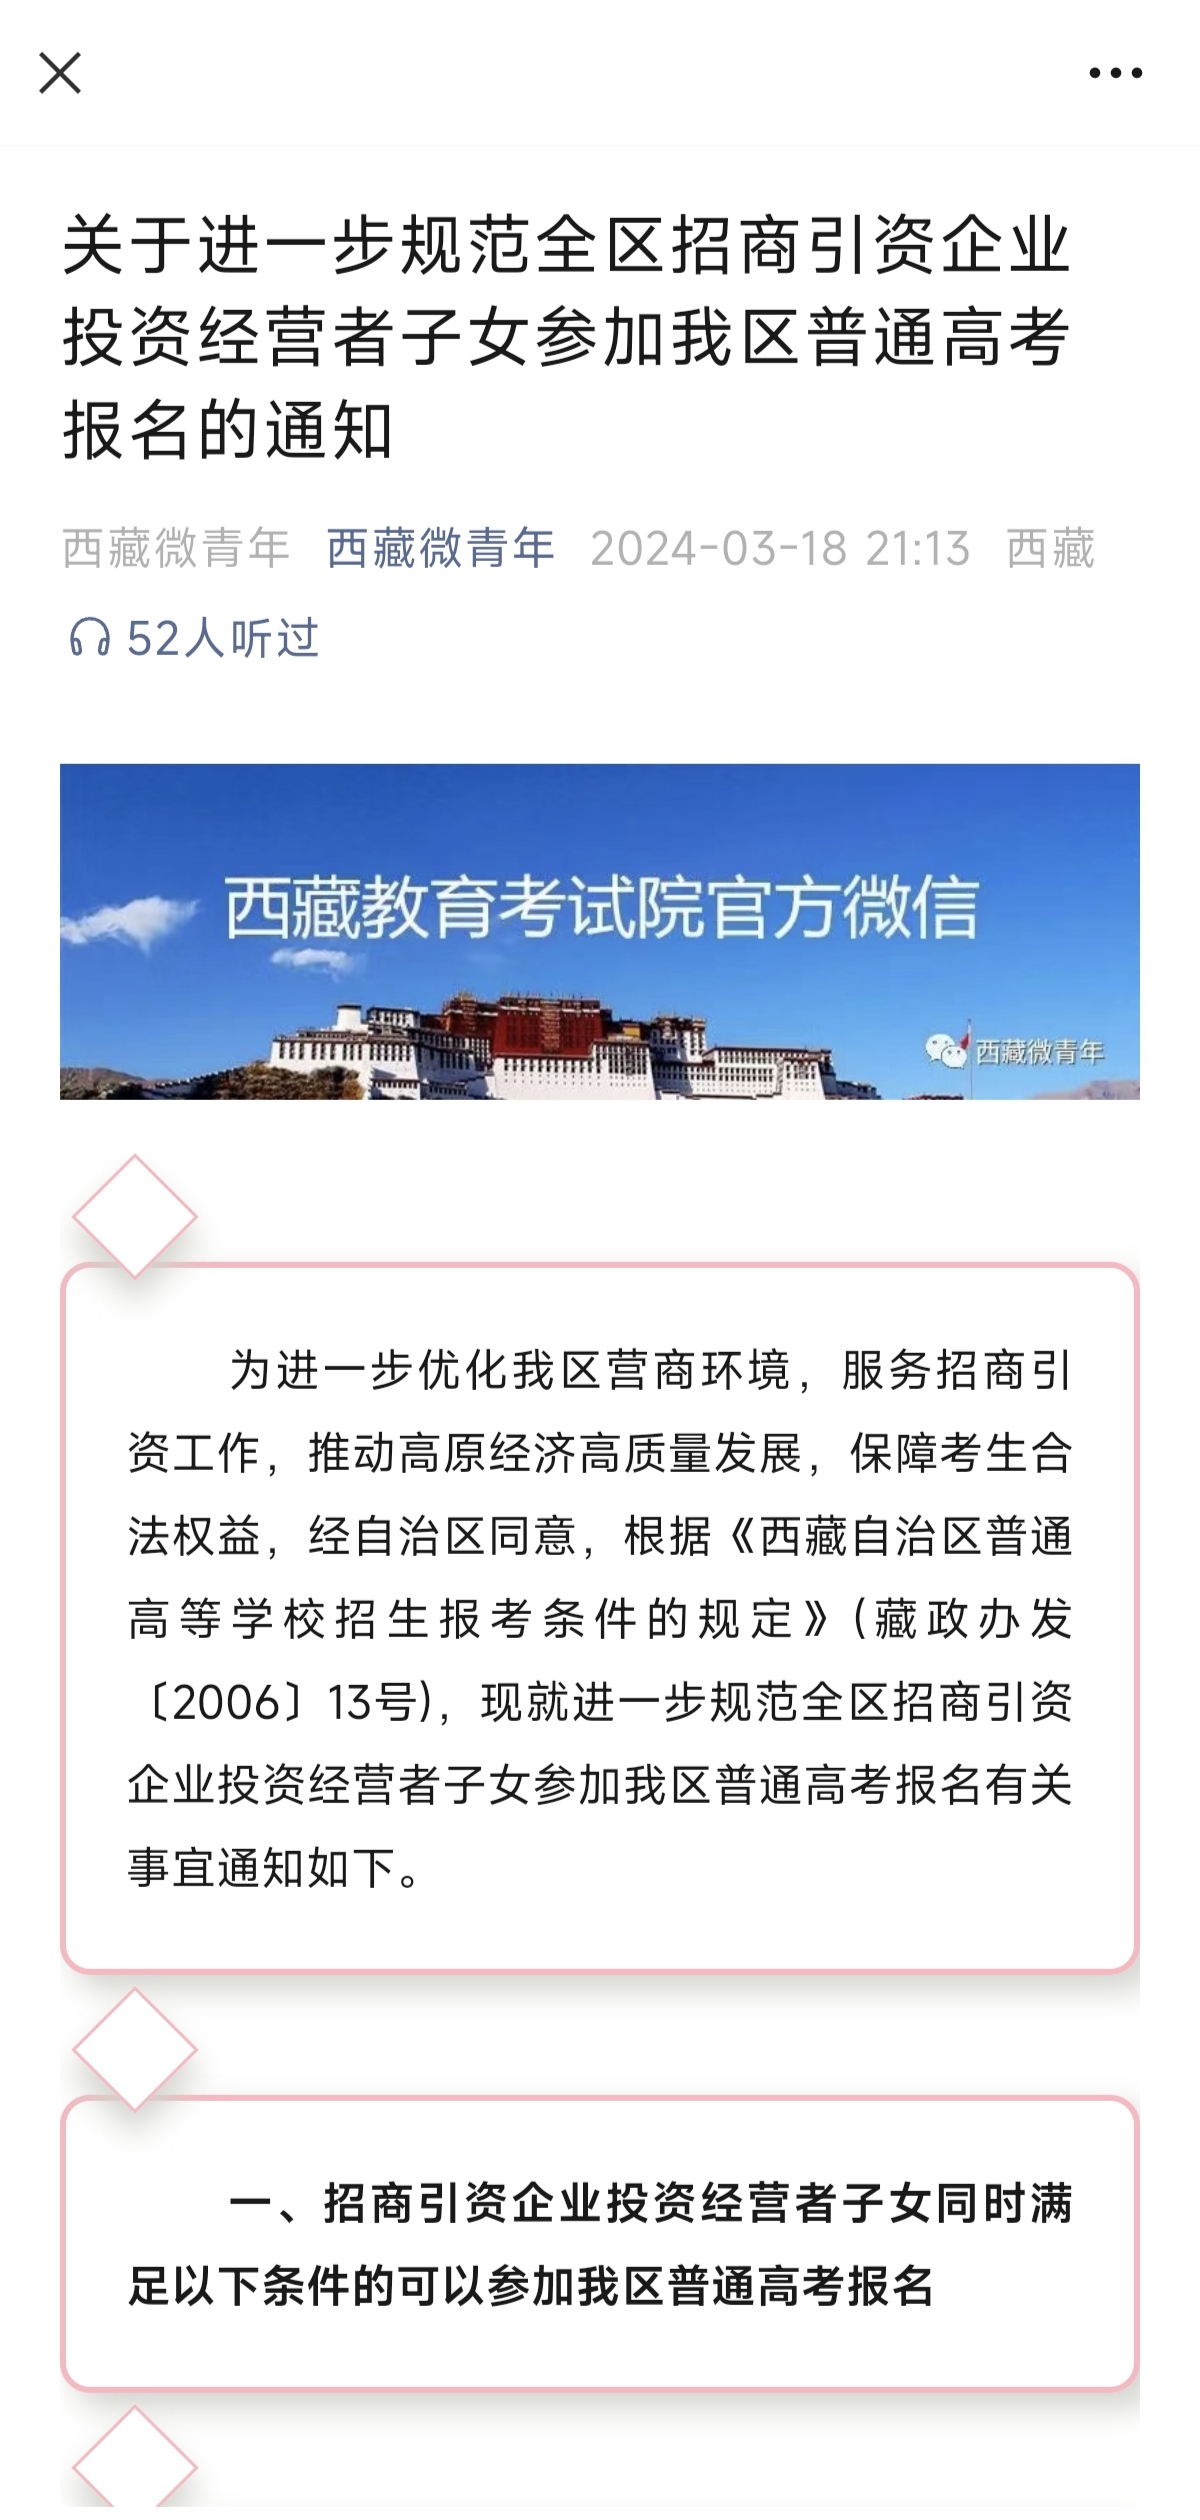 关于进一步规范全区招商引资企业
投资经营者子女参加我区普通高考
报名的通知
西藏微青年 西藏微青年 2024-03-18 21:13 西藏
52人听过
西藏教育考试院官方微信
西藏微青年
为进一步优化我区营商环境，服务招商引
资工作，推动高原经济高质量发展，保障考生合
法权益，经自治区同意，根据《西藏自治区普通
高等学校招生报考条件的规定》（藏政办发
〔2006〕13号），现就进一步规范全区招商引资
企业投资经营者子女参加我区普通高考报名有关
事宜通知如下。
一、招商引资企业投资经营者子女同时满
足以下条件的可以参加我区普通高考报名